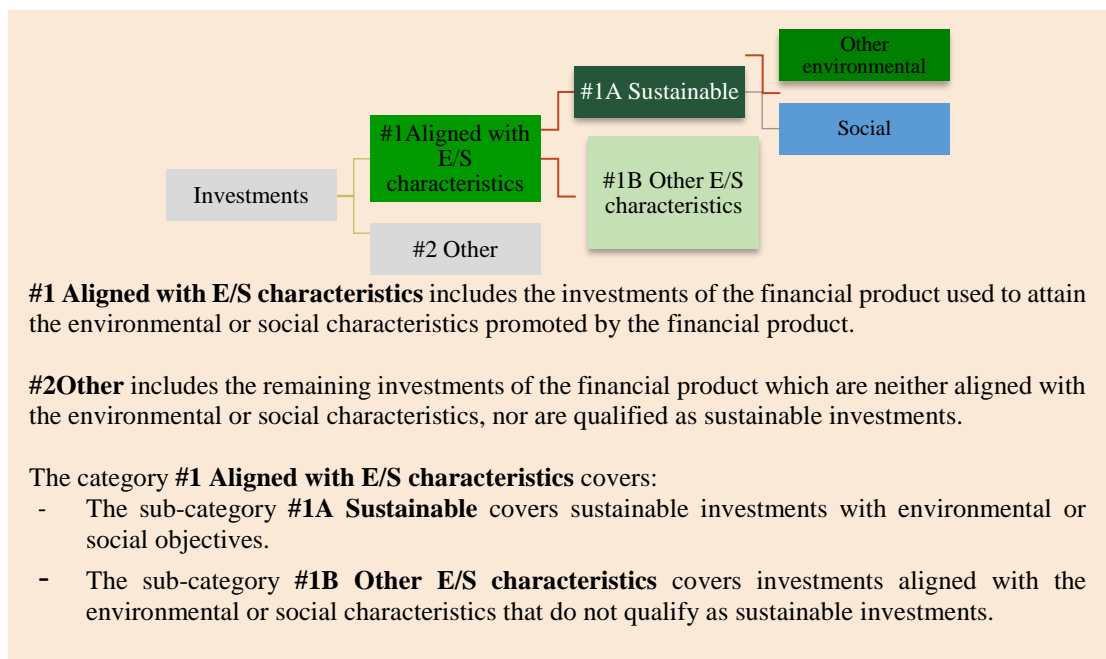 Other
environmental
#1A Sustainable
Social
#1Aligned with
E/S
characteristics
#1B Other E/S
characteristics
Investments
#2 Other
#1 Aligned with E/S characteristics includes the investments of the financial product used to attain
the environmental or social characteristics promoted by the financial product.
#2Other includes the remaining investments of the financial product which are neither aligned with
the environmental or social characteristics, nor are qualified as sustainable investments.
The category #1 Aligned with E/S characteristics covers:
- The sub-category #1A Sustainable covers sustainable investments with environmental or
social objectives.
- The sub-category #1B Other E/S characteristics covers investments aligned with the
environmental or social characteristics that do not qualify as sustainable investments.